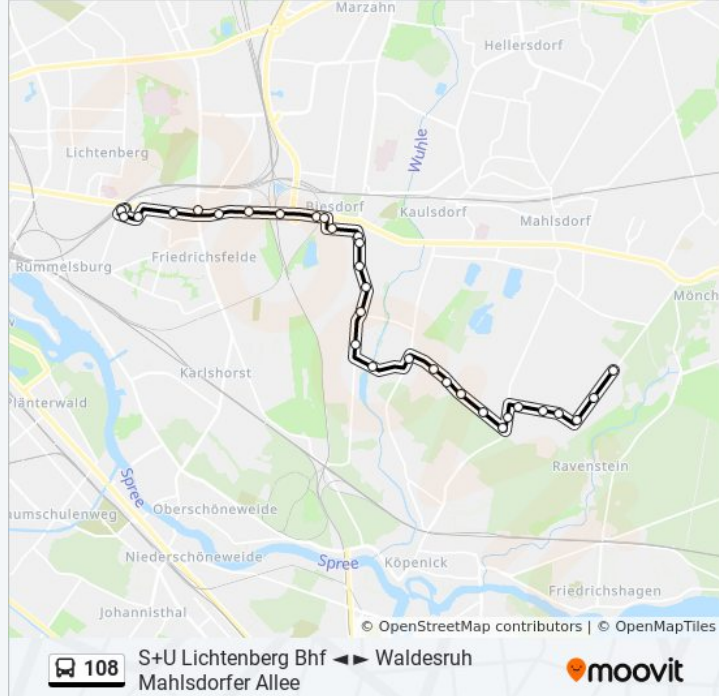 Marzahn
Hellersdorf
Wuhle
Lichtenberg
Biesdorf
Kaulsdorf
Mahlsdorf
Friedrichsfelde
Rummelsburg
Mönch
Karlshorst
Plänterwald
Ravenstein
Spree
Oberschöneweide
aumschulenweg
Niederschöneweide
Spree
Köpenick
Friedrichshagen
Johannisthal
© OpenStreetMap contributors | © OpenMapTiles
108
S+U Lichtenberg Bhf ◄► Waldesruh
Mahlsdorfer Allee
moovit